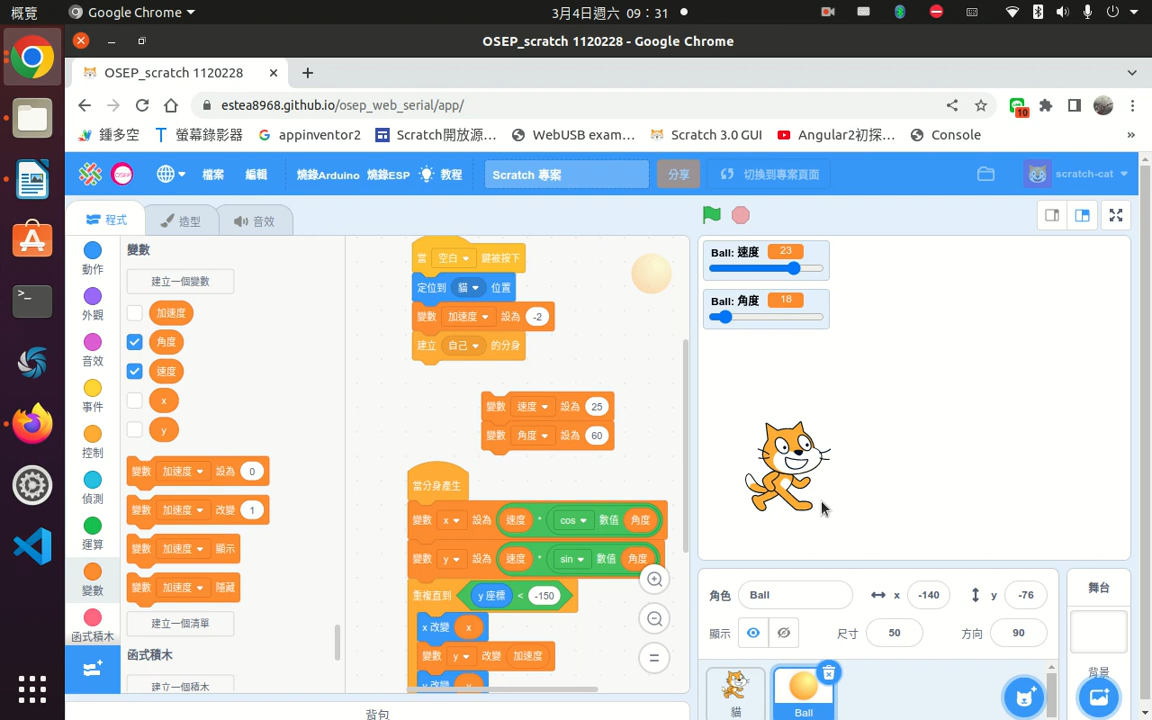 概覽
Google Chrome
3月4日週六 09：31
OSEP_scratch 1120228 - Google Chrome
OSEP_scratch 1120228
estea8968.github.io/osep_web_serial/app/
10
鍾多空
螢幕錄影器
appinventor2
Scratch開放源...
WebUSB exam...
Scratch 3.0 GUI
Angular2初探...
Console
»
檔案
編輯
燒錄Arduino
燒錄ESP
教程
Scratch 專案
分享
切換到專案頁面
scratch-cat
程式
造型
音效
動作
外觀
音效
事件
控制
偵測
運算
變數
函式積木
變數
建立一個變數
加速度
角度
速度
x
y
變數 加速度 設為 0
變數 加速度 改變 1
變數 加速度 顯示
變數 加速度 隱藏
建立一個清單
函式積木
建立一個積木
當 空白 鍵被按下
定位到 貓 位置
變數 加速度 設為 -2
建立 自己 的分身
變數 速度 設為 25
變數 角度 設為 60
當分身產生
變數 x 設為 速度 * cos 數值 角度
變數 y 設為 速度 * sin 數值 角度
重複直到 y 座標 < -150
x 改變 x
變數 y 改變 加速度
y 改變 y
背包
Ball: 速度 23
Ball: 角度 18
角色 Ball x -140 y -76
顯示 尺寸 50 方向 90
貓
Ball
舞台
背景